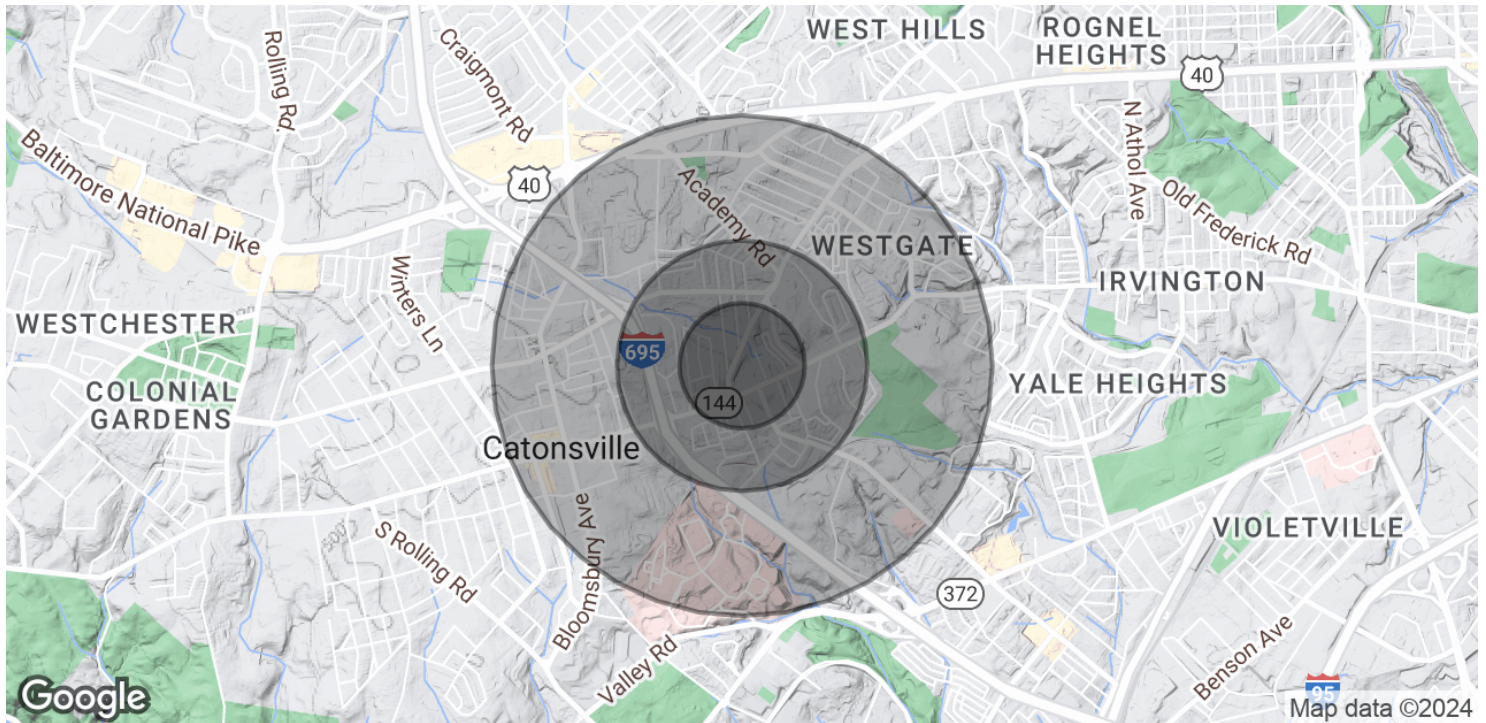 WEST HILLS
ROGNEL
HEIGHTS
Rolling Rd.
Craigmont Rd
40
N Athol Ave
Baltimore National Pike
40
Academy Rd
Old Frederick Rd
WESTGATE
Winters Ln
IRVINGTON
WESTCHESTER
695
COLONIAL
GARDENS
YALE HEIGHTS
144
Catonsville
S Rolling Rd
Bloomsbury Ave
VIOLETVILLE
372
Valley Rd
Benson Ave
95
Google
Map data ©2024